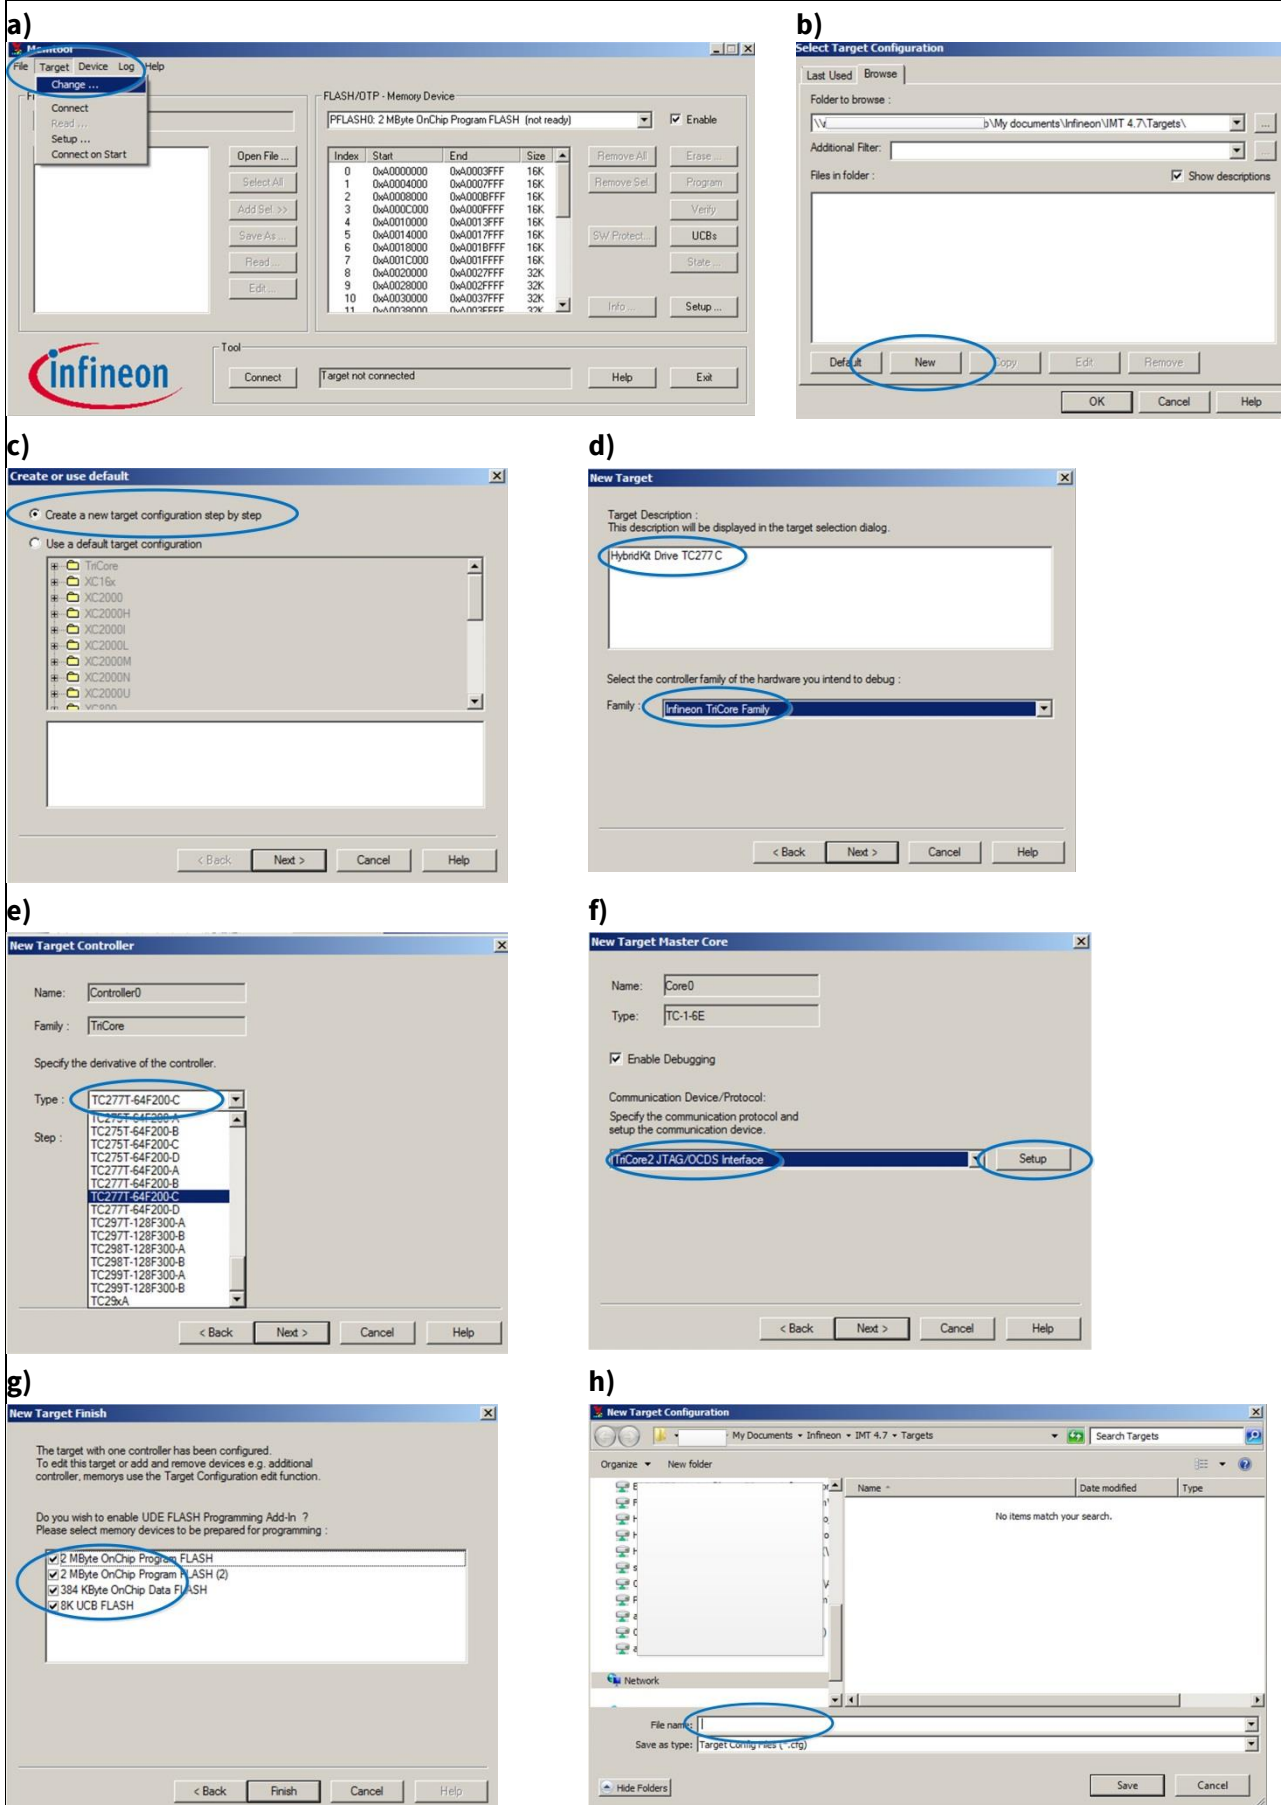 a)
Memtool
File Target Device Log Help
Change ...
Connect
Read ...
Setup ...
Connect on Start
Open File ...
Select All
Add Sel >>
Save As ...
Read ...
Edit ...
FLASH/OTP - Memory Device
PFLASH0: 2 MByte OnChip Program FLASH (not ready)
Enable
Index Start End Size
0 0xA0000000 0xA0003FFF 16K
1 0xA0004000 0xA0007FFF 16K
2 0xA0008000 0xA000BFFF 16K
3 0xA000C000 0xA000FFFF 16K
4 0xA0010000 0xA0013FFF 16K
5 0xA0014000 0xA0017FFF 16K
6 0xA0018000 0xA001BFFF 16K
7 0xA001C000 0xA001FFFF 16K
8 0xA0020000 0xA0027FFF 32K
9 0xA0028000 0xA002FFFF 32K
10 0xA0030000 0xA0037FFF 32K
11 0xA0038000 0xA003FFFF 32K
Remove All
Remove Sel.
SW Protect...
Info ...
Erase ...
Program
Verify
UCBs
State ...
Setup ...
infineon
Tool
Connect
Target not connected
Help
Exit
b)
Select Target Configuration
Last Used Browse
Folder to browse :
\My documents\Infineon\IMT 4.7\Targets\
...
Additional Filter:
...
Files in folder :
Show descriptions
Default New Copy Edit Remove
OK Cancel Help
c)
Create or use default
Create a new target configuration step by step
Use a default target configuration
TriCore
XC16x
XC2000
XC2000H
XC2000I
XC2000L
XC2000M
XC2000N
XC2000U
XC800
< Back Next > Cancel Help
d)
New Target
Target Description :
This description will be displayed in the target selection dialog.
HybridKit Drive TC277 C
Select the controller family of the hardware you intend to debug :
Family : Infineon TriCore Family
< Back Next > Cancel Help
e)
New Target Controller
Name: Controller0
Family : TriCore
Specify the derivative of the controller.
Type : TC277T-64F200-C
Step :
TC275T-64F200-A
TC275T-64F200-B
TC275T-64F200-C
TC275T-64F200-D
TC277T-64F200-A
TC277T-64F200-B
TC277T-64F200-C
TC277T-64F200-D
TC297T-128F300-A
TC297T-128F300-B
TC298T-128F300-A
TC298T-128F300-B
TC299T-128F300-A
TC299T-128F300-B
TC29xA
< Back Next > Cancel Help
f)
New Target Master Core
Name: Core0
Type: TC-1-6E
Enable Debugging
Communication Device/Protocol:
Specify the communication protocol and
setup the communication device.
TriCore2 JTAG/OCDS Interface
Setup
< Back Next > Cancel Help
g)
New Target Finish
The target with one controller has been configured.
To edit this target or add and remove devices e.g. additional
controller, memorys use the Target Configuration edit function.
Do you wish to enable UDE FLASH Programming Add-In ?
Please select memory devices to be prepared for programming :
2 MByte OnChip Program FLASH
2 MByte OnChip Program FLASH (2)
384 KByte OnChip Data FLASH
8K UCB FLASH
< Back Finish Cancel Help
h)
New Target Configuration
My Documents Infineon IMT 4.7 Targets
Search Targets
Organize New folder
Name Date modified Type
No items match your search.
Network
File name:
Save as type: Target Config Files (*.cfg)
Hide Folders
Save
Cancel